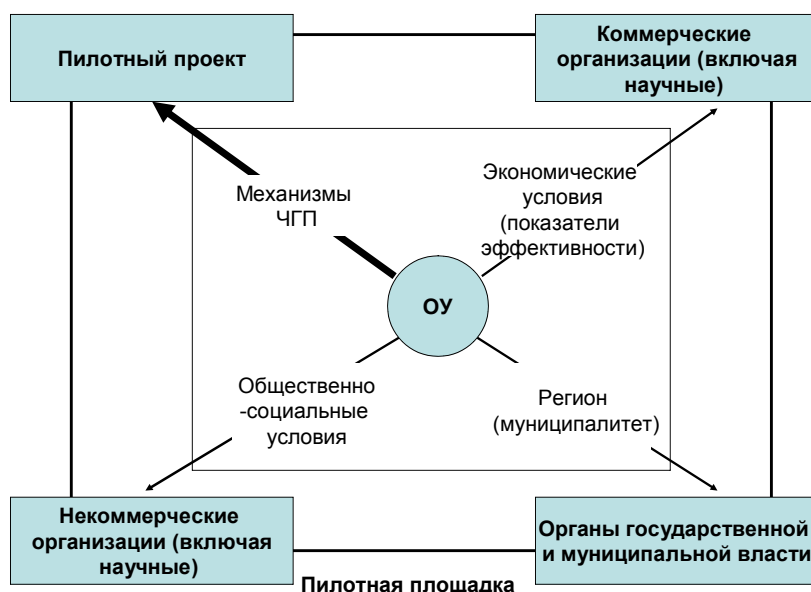 Пилотный проект
Коммерческие
организации (включая
научные)
Механизмы
ЧГП
Экономические
условия
(показатели
эффективности)
ОУ
Общественно
-социальные
условия
Регион
(муниципалитет)
Некоммерческие
организации (включая
научные)
Органы государственной
и муниципальной власти
Пилотная площадка